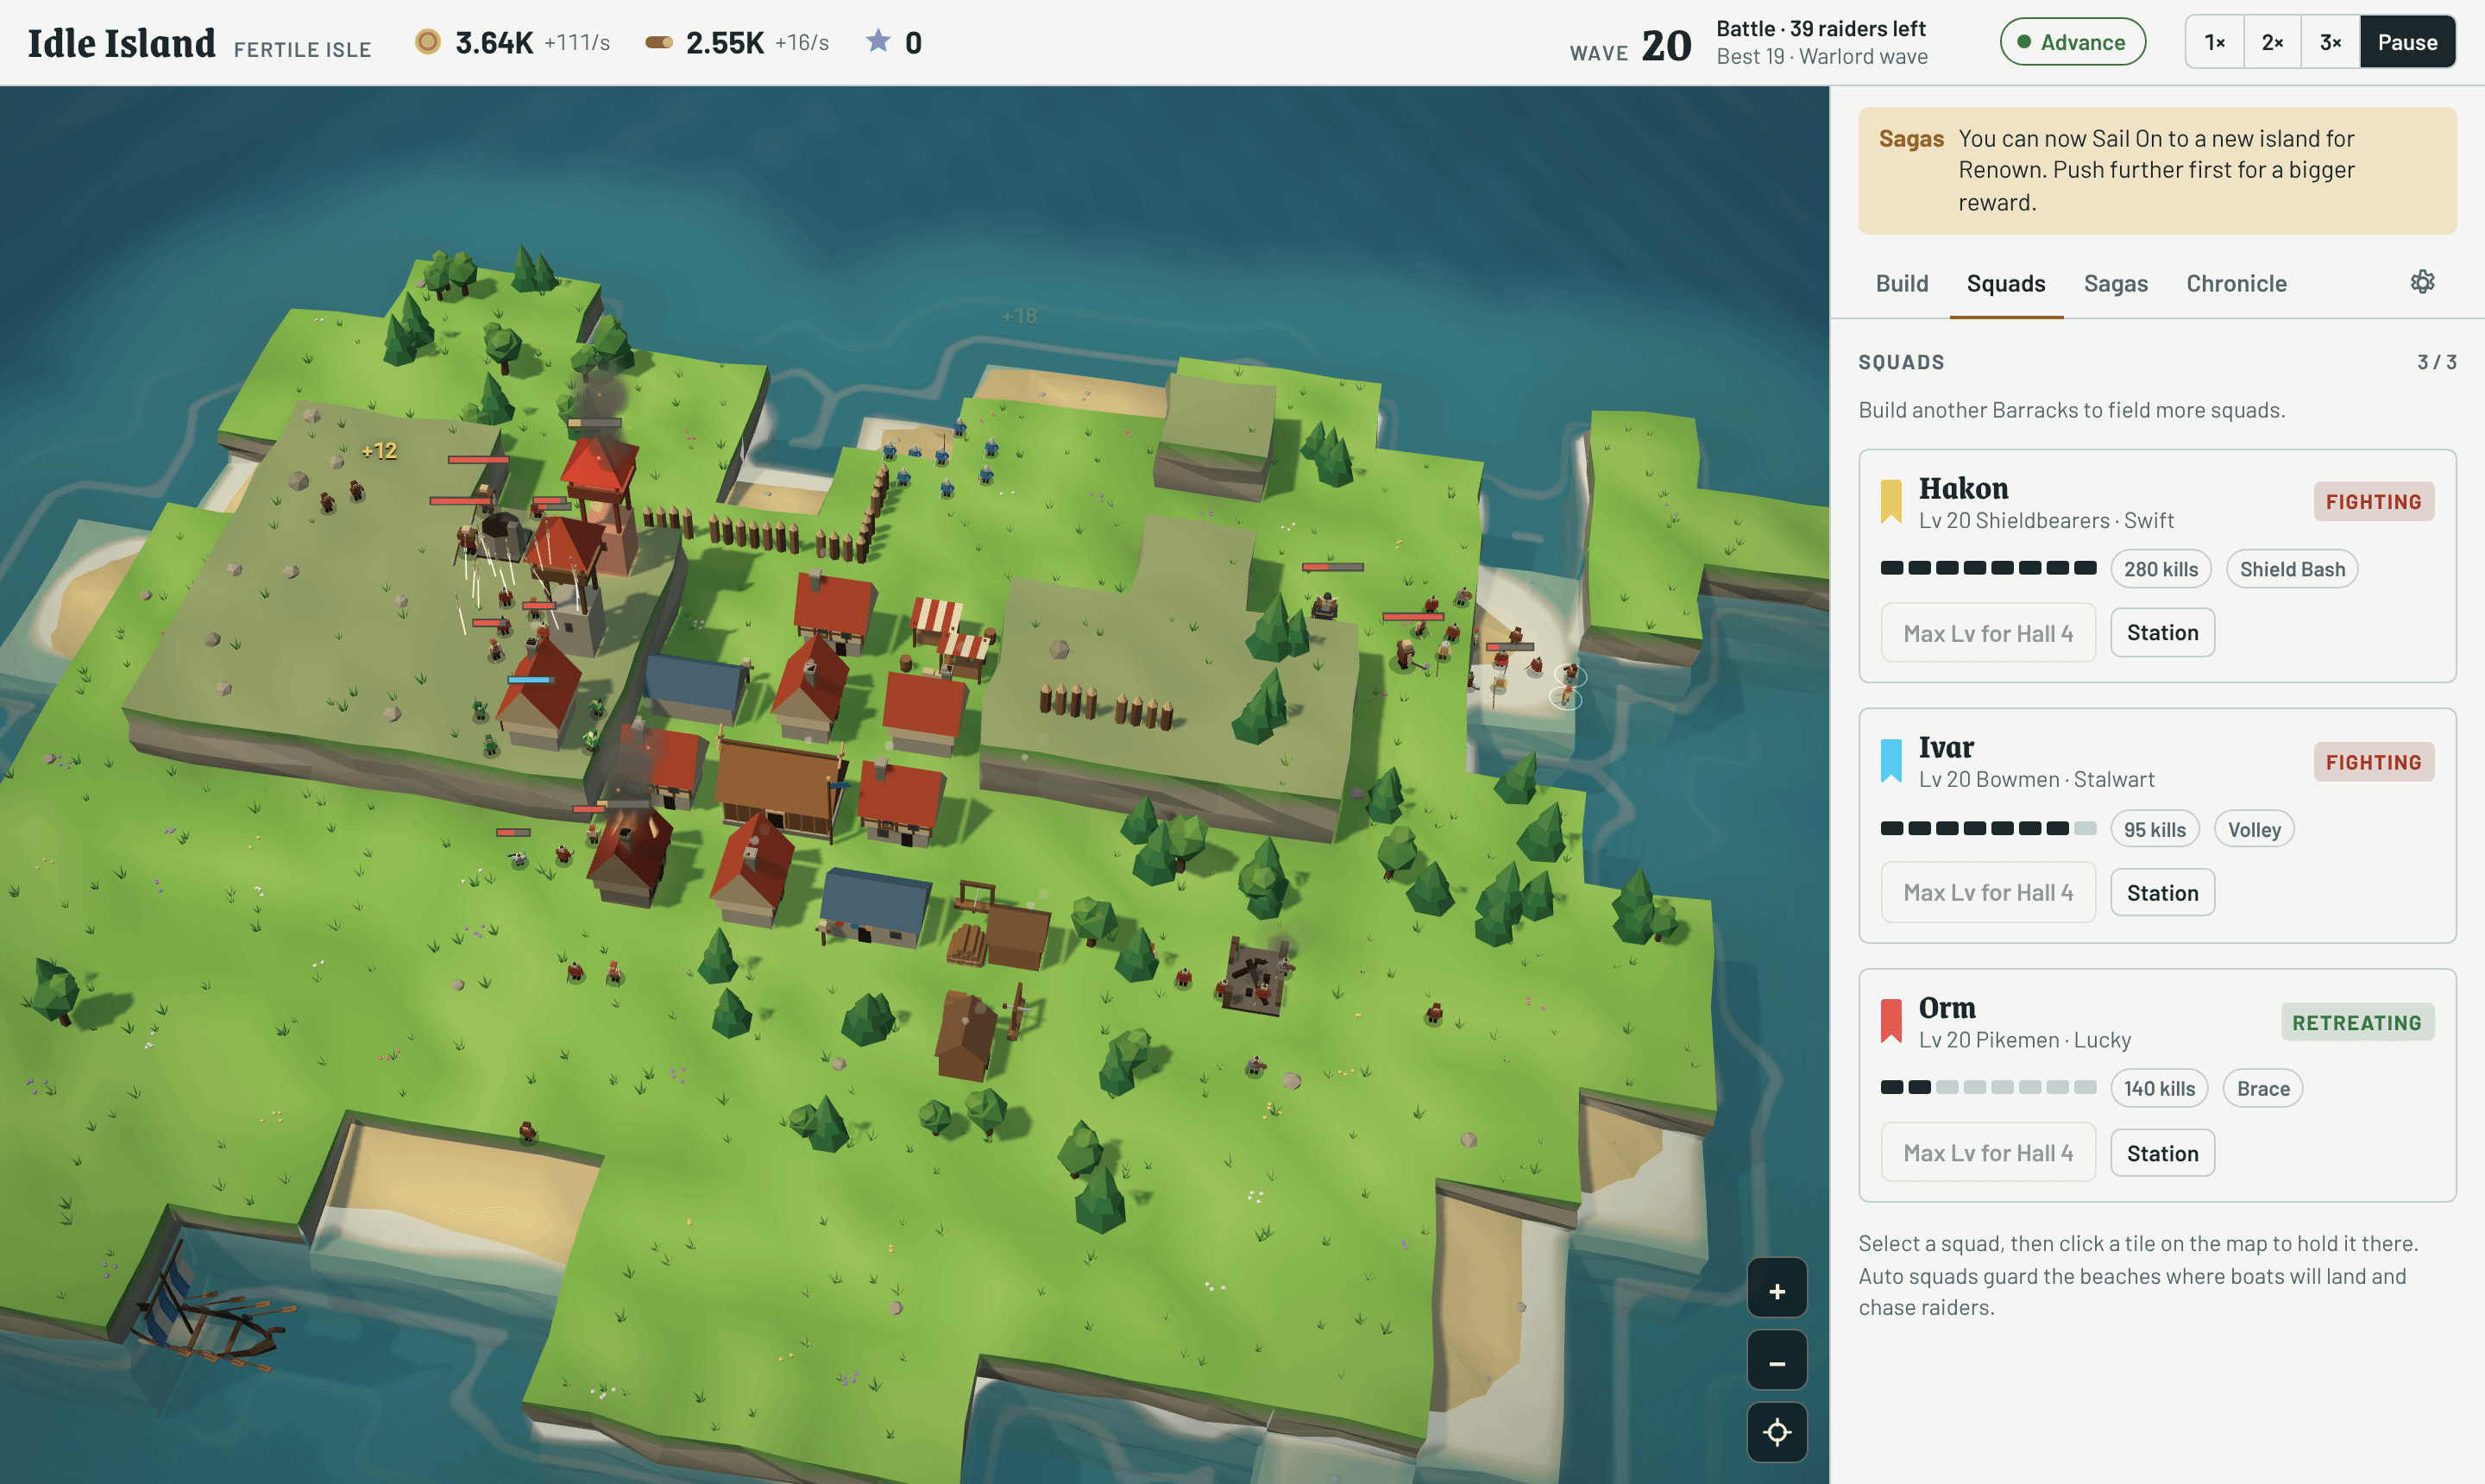 Idle Island FERTILE ISLE 3.64K +111/s 2.55K +16/s 0
WAVE 20
Battle · 39 raiders left
Best 19 · Warlord wave
Advance
1× 2× 3× Pause
+18
+12
Sagas You can now Sail On to a new island for
Renown. Push further first for a bigger
reward.
Build Squads Sagas Chronicle
SQUADS 3 / 3
Build another Barracks to field more squads.
Hakon
Lv 20 Shieldbearers · Swift
FIGHTING
280 kills Shield Bash
Max Lv for Hall 4 Station
Ivar
Lv 20 Bowmen · Stalwart
FIGHTING
95 kills Volley
Max Lv for Hall 4 Station
Orm
Lv 20 Pikemen · Lucky
RETREATING
140 kills Brace
Max Lv for Hall 4 Station
Select a squad, then click a tile on the map to hold it there.
Auto squads guard the beaches where boats will land and
chase raiders.
+
−